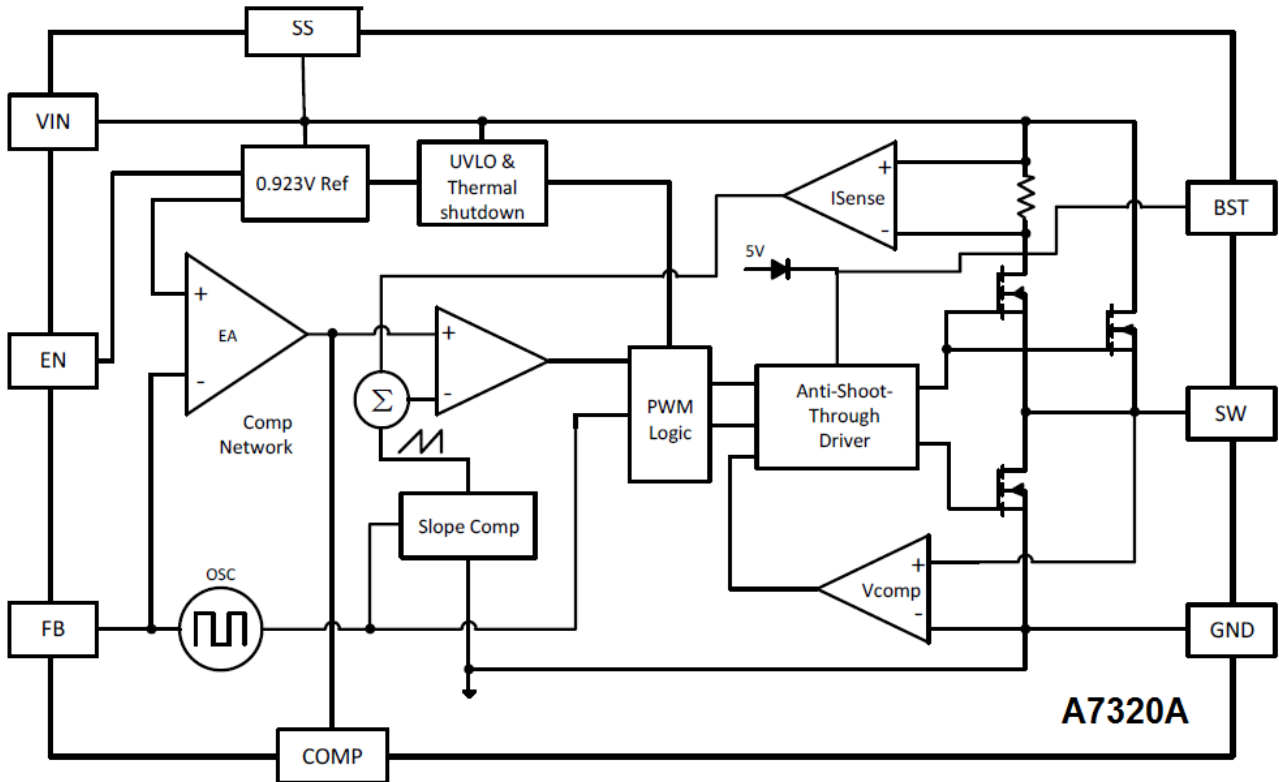 SS
VIN
0.923V Ref
UVLO &
Thermal
shutdown
+
ISense
-
BST
5V
+
EA
-
+
-
EN
Σ
Comp
Network
PWM
Logic
Anti-Shoot-
Through
Driver
SW
Slope Comp
OSC
+
Vcomp
-
FB
GND
A7320A
COMP